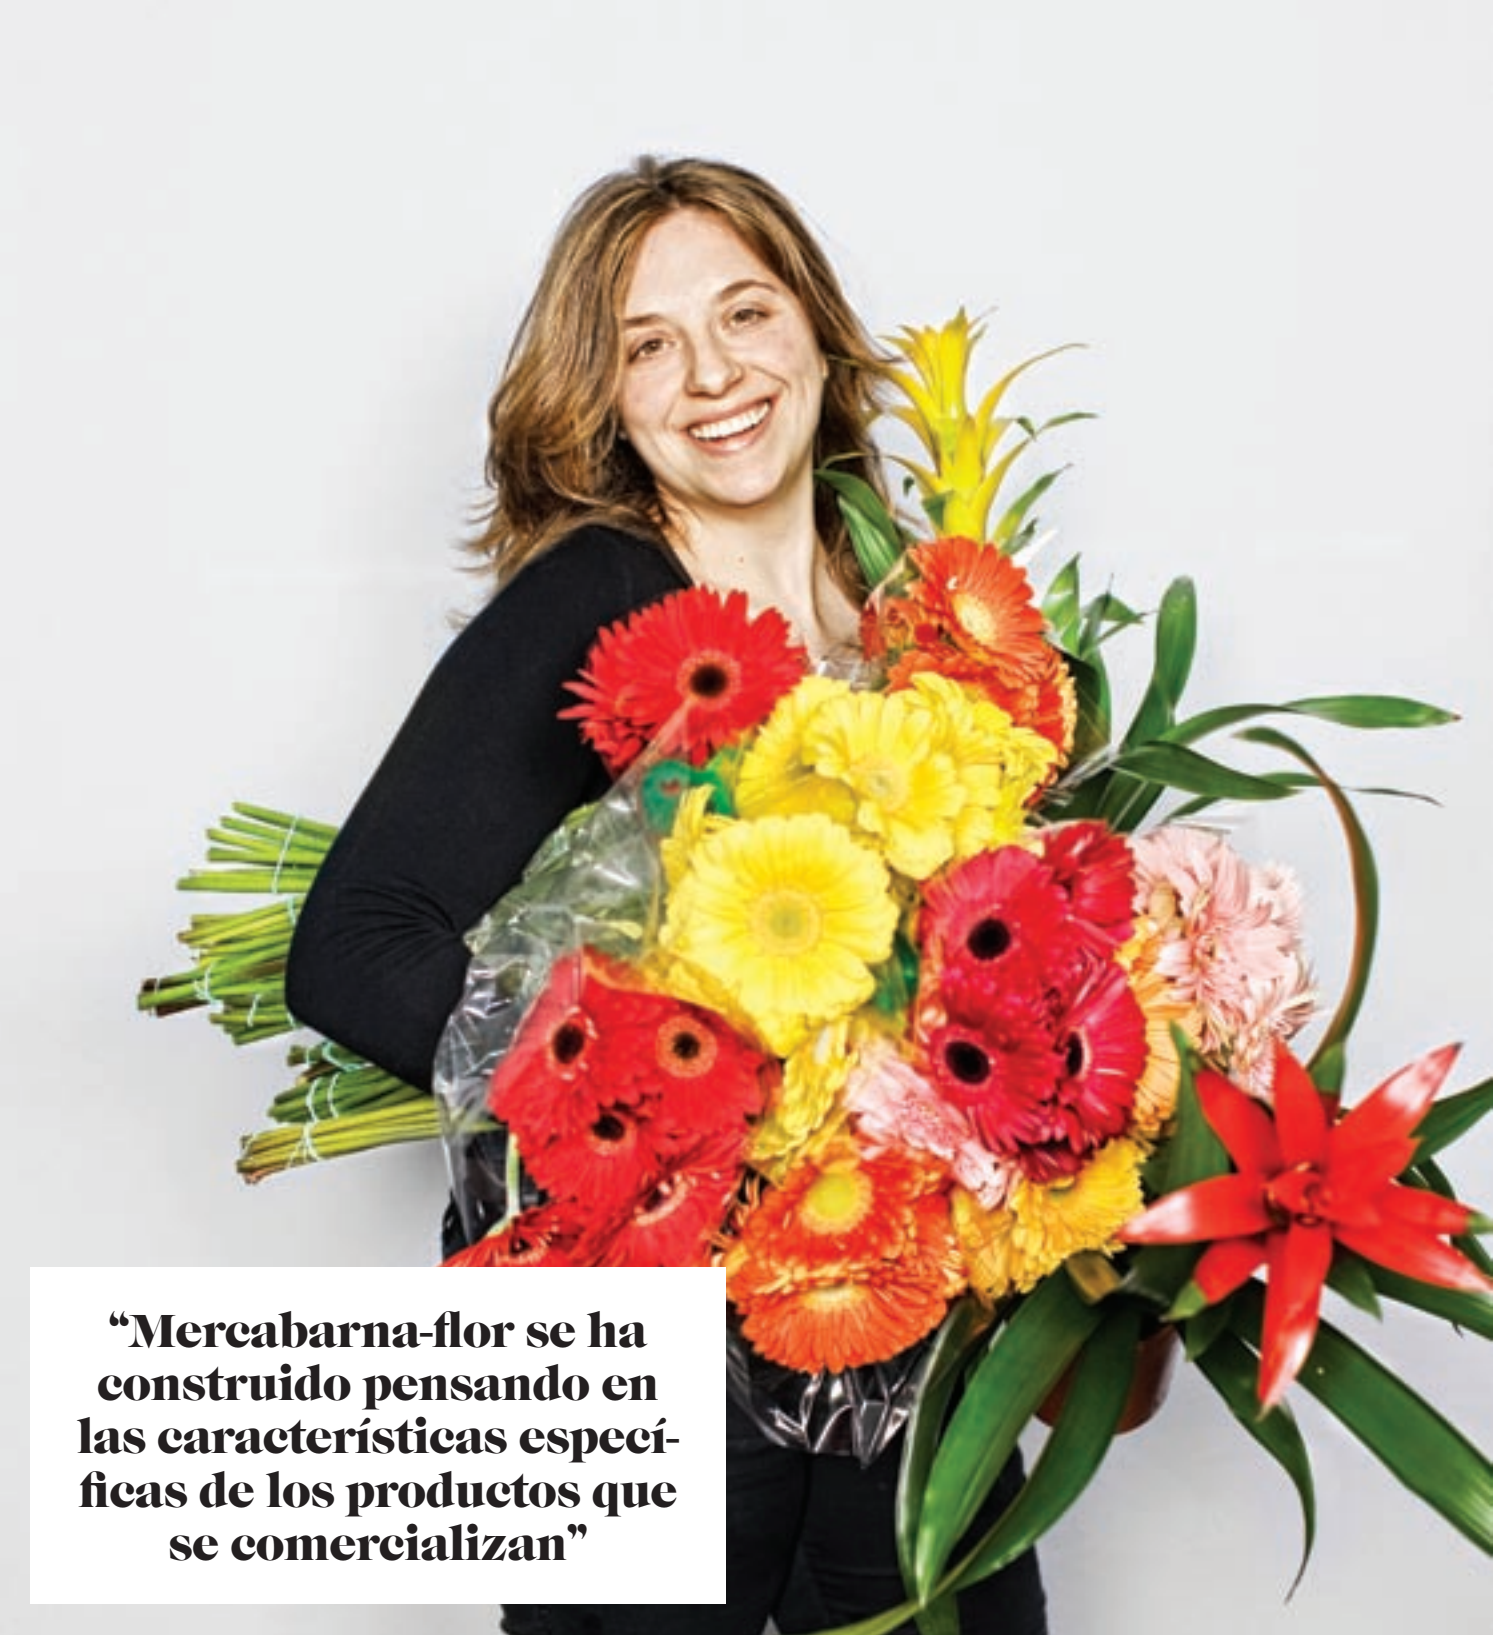 “Mercabarna-flor se ha
construido pensando en
las características especí-
ficas de los productos que
se comercializan”